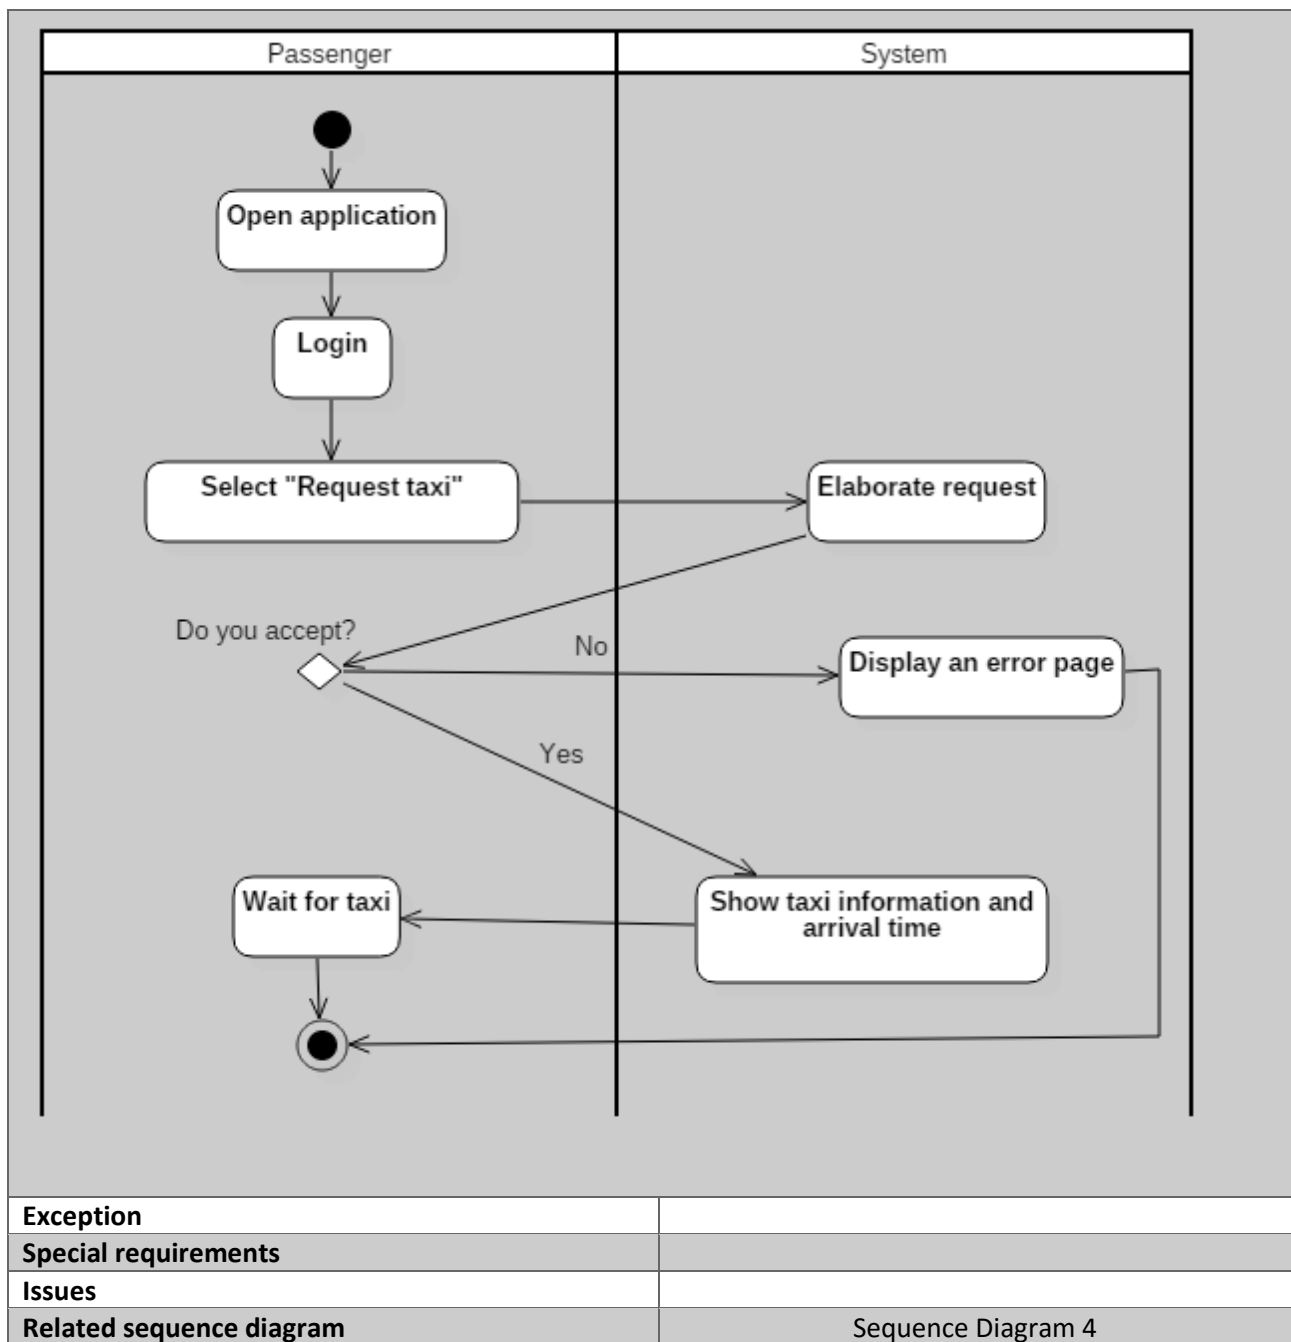 Passenger
System
Open application
Login
Select "Request taxi"
Elaborate request
Do you accept?
No
Display an error page
Yes
Wait for taxi
Show taxi information and
arrival time
Exception
Special requirements
Issues
Related sequence diagram
Sequence Diagram 4